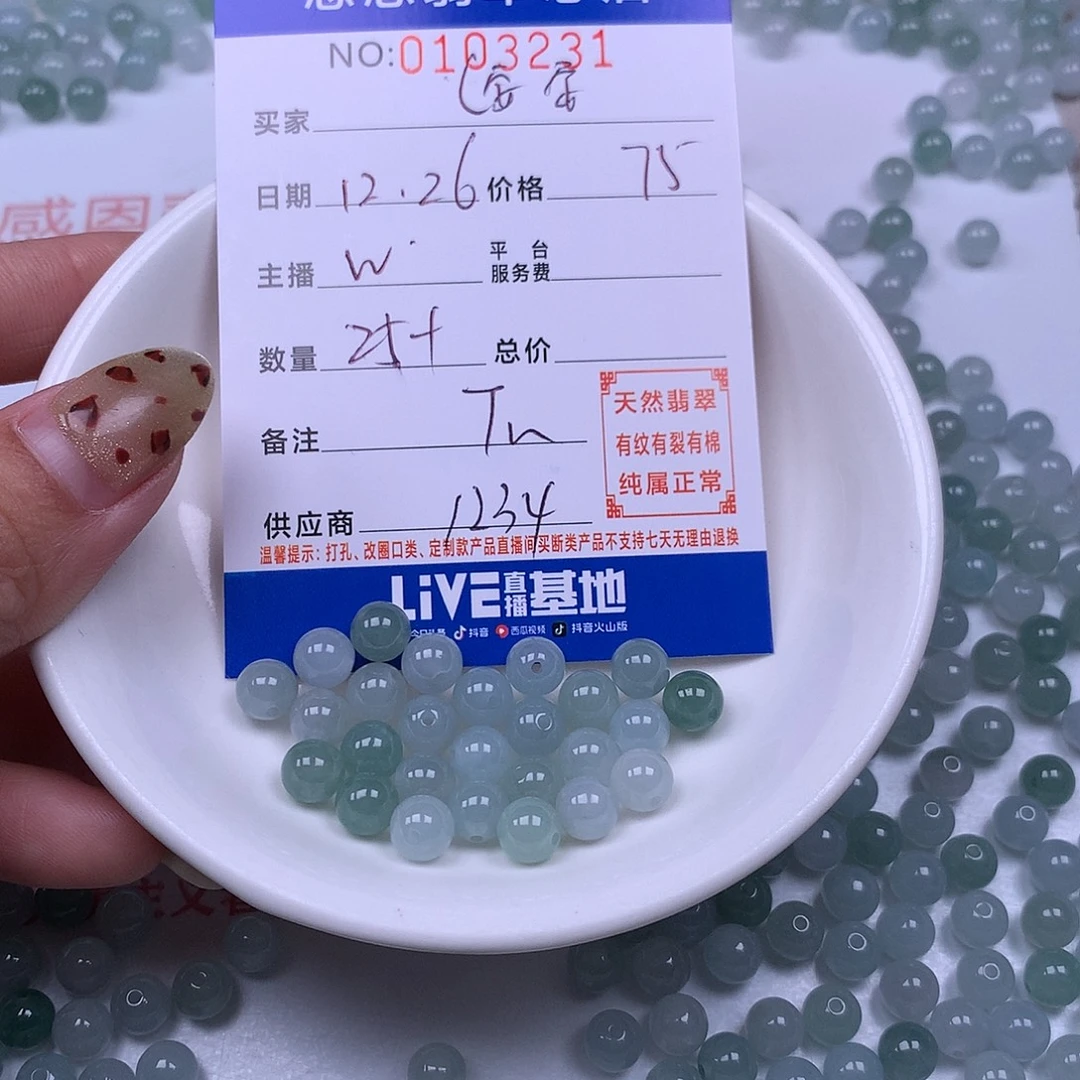 NO:0103231
买家
日期 12.26 价格 75
主播 W 平台服务费
数量 25+ 总价
备注
供应商 1234
天然翡翠
有纹有裂有棉
纯属正常
温馨提示：打孔、改圈口类、定制款产品直播间买断类产品不支持七天无理由退换
LiVE直播基地
抖音 西瓜视频 抖音火山版
感恩